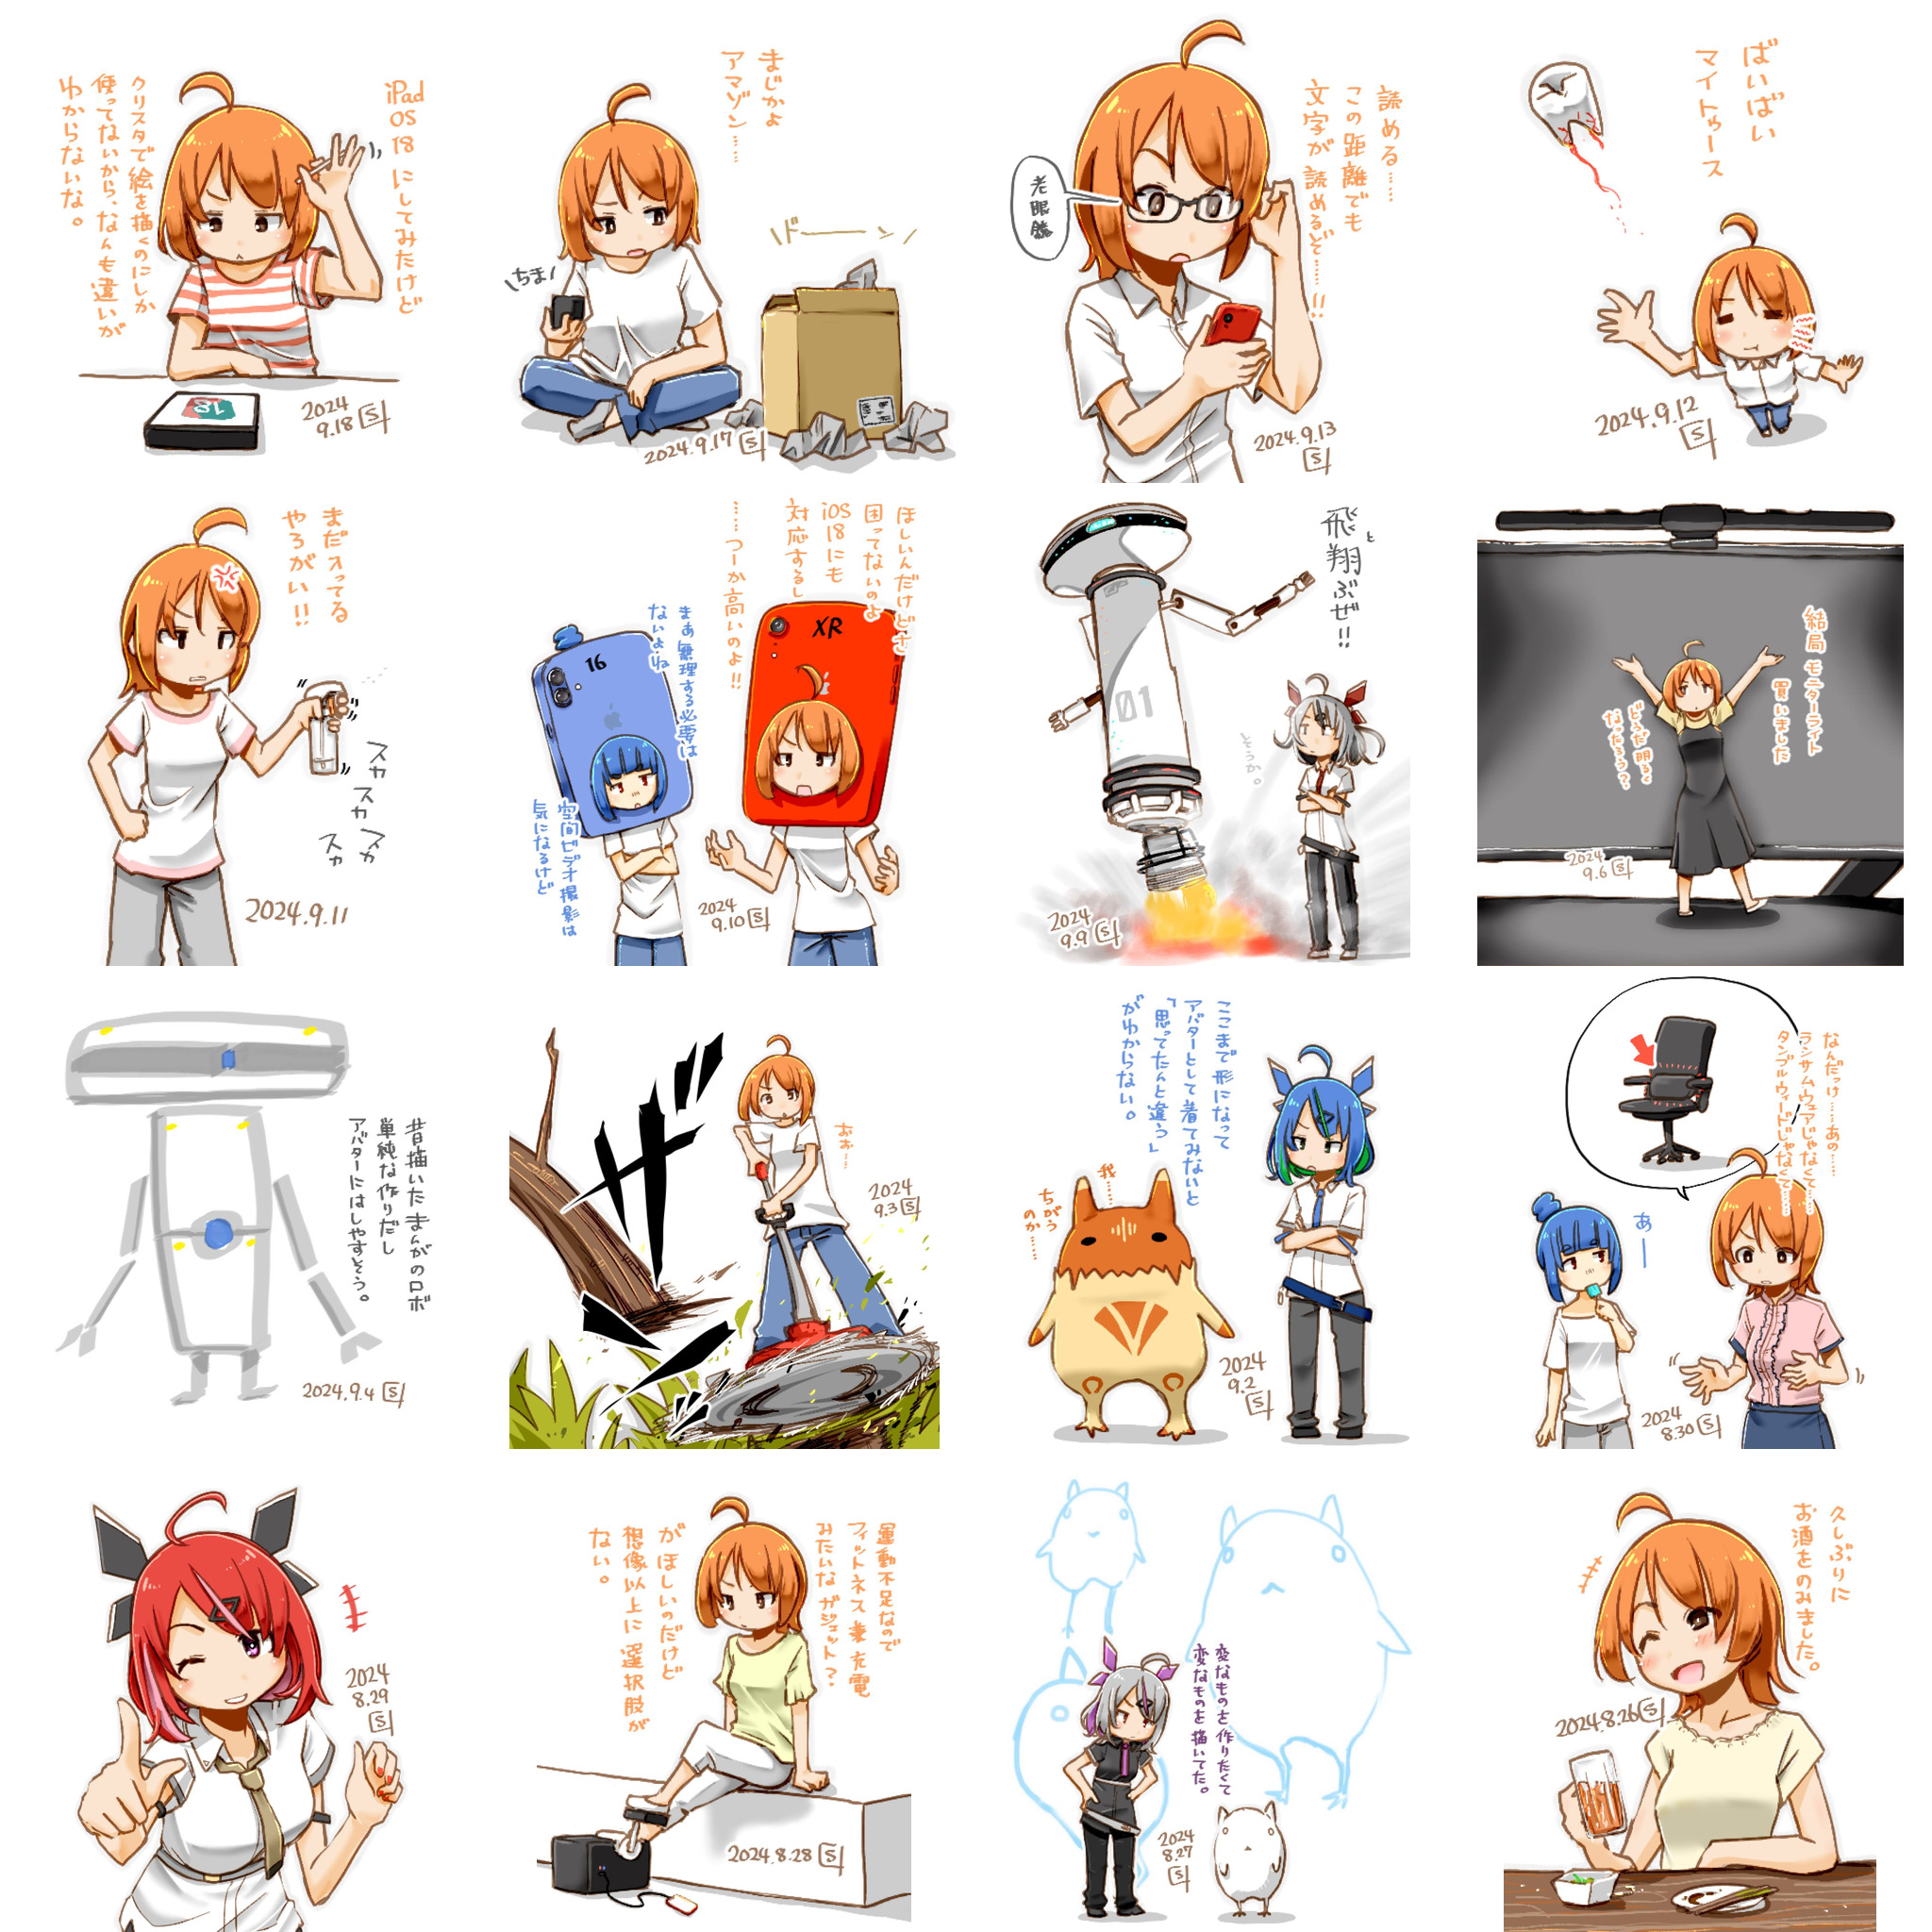 iPad
OS 18 にしてみたけど
クリスタで絵を描くのにしか
使ってないから、なんも違いが
わからないな。
18
2024
9.18 S
まじかよ
アマゾン……
ちまっ
ドーーン
2024.9.17 S
読める……
この距離でも
文字が読めるぞ……!!
老眼鏡
2024.9.13
S
ばいばい
マイトゥース
2024.9.12
S
まだ入ってる
やろがい!!
スカ
スカ
スカ
スカ
2024.9.11
ほしいんだけどさ
困ってないのよ
iOS
18にも
対応するし
……つーか高いのよ!!
XR
16
まあ無理する必要は
ないよね
空間ビデオ撮影は
気になるけど
2024
9.10 S
飛翔ぶぜ!!
と
01
そうか。
2024
9.9 S
結局 モニターライト
買いました
どうだ明るく
なったろう?
2024
9.6 S
昔描いたまんがのロボ
単純な作りだし
アバターにはしやすそう。
2024.9.4 S
ザ
おお…
2024
9.3 S
ここまで形になって
アバターとして着てみないと
「思ってたんと違う」
がわからない。
我……
ちがう
のか……
2024
9.2
S
なんだっけ……あの……
ランサムウェアじゃなくて……
タンブルウィードじゃなくて……
あー
2024
8.30 S
2024
8.29
S
運動不足なので
フィットネス兼充電
みたいなガジェット?
がほしいのだけど
想像以上に選択肢が
ない。
2024.8.28 S
変なものを作りたくて
変なものを描いてた。
2024
8.27
S
久しぶりに
お酒をのみました。
2024.8.26 S